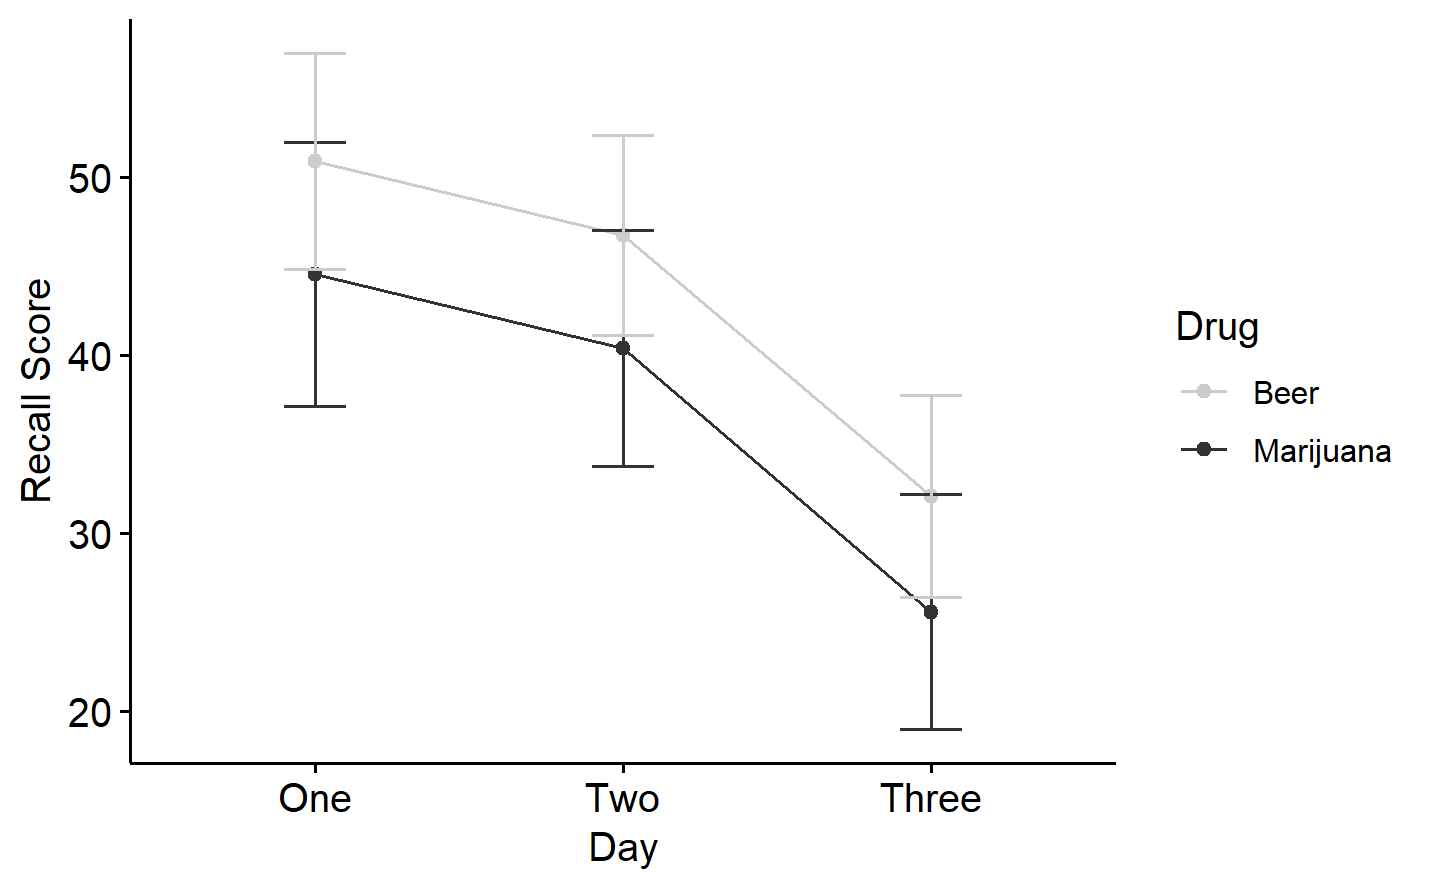 Recall Score
50
40
30
20
One
Two
Three
Day
Drug
Beer
Marijuana